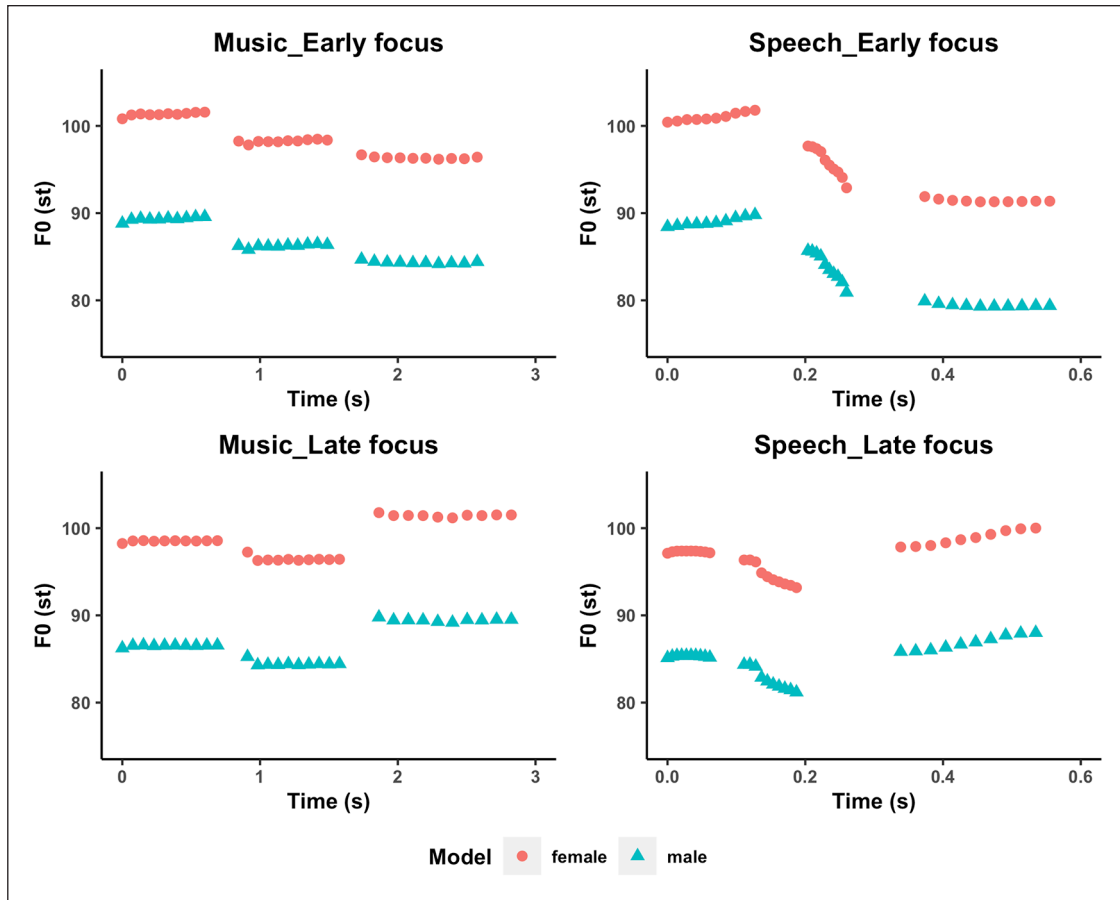 Music_Early focus
Speech_Early focus
F0 (st)
100
90
80
0 1 2 3
Time (s)
F0 (st)
100
90
80
0.0 0.2 0.4 0.6
Time (s)
Music_Late focus
Speech_Late focus
F0 (st)
100
90
80
0 1 2 3
Time (s)
F0 (st)
100
90
80
0.0 0.2 0.4 0.6
Time (s)
Model female male